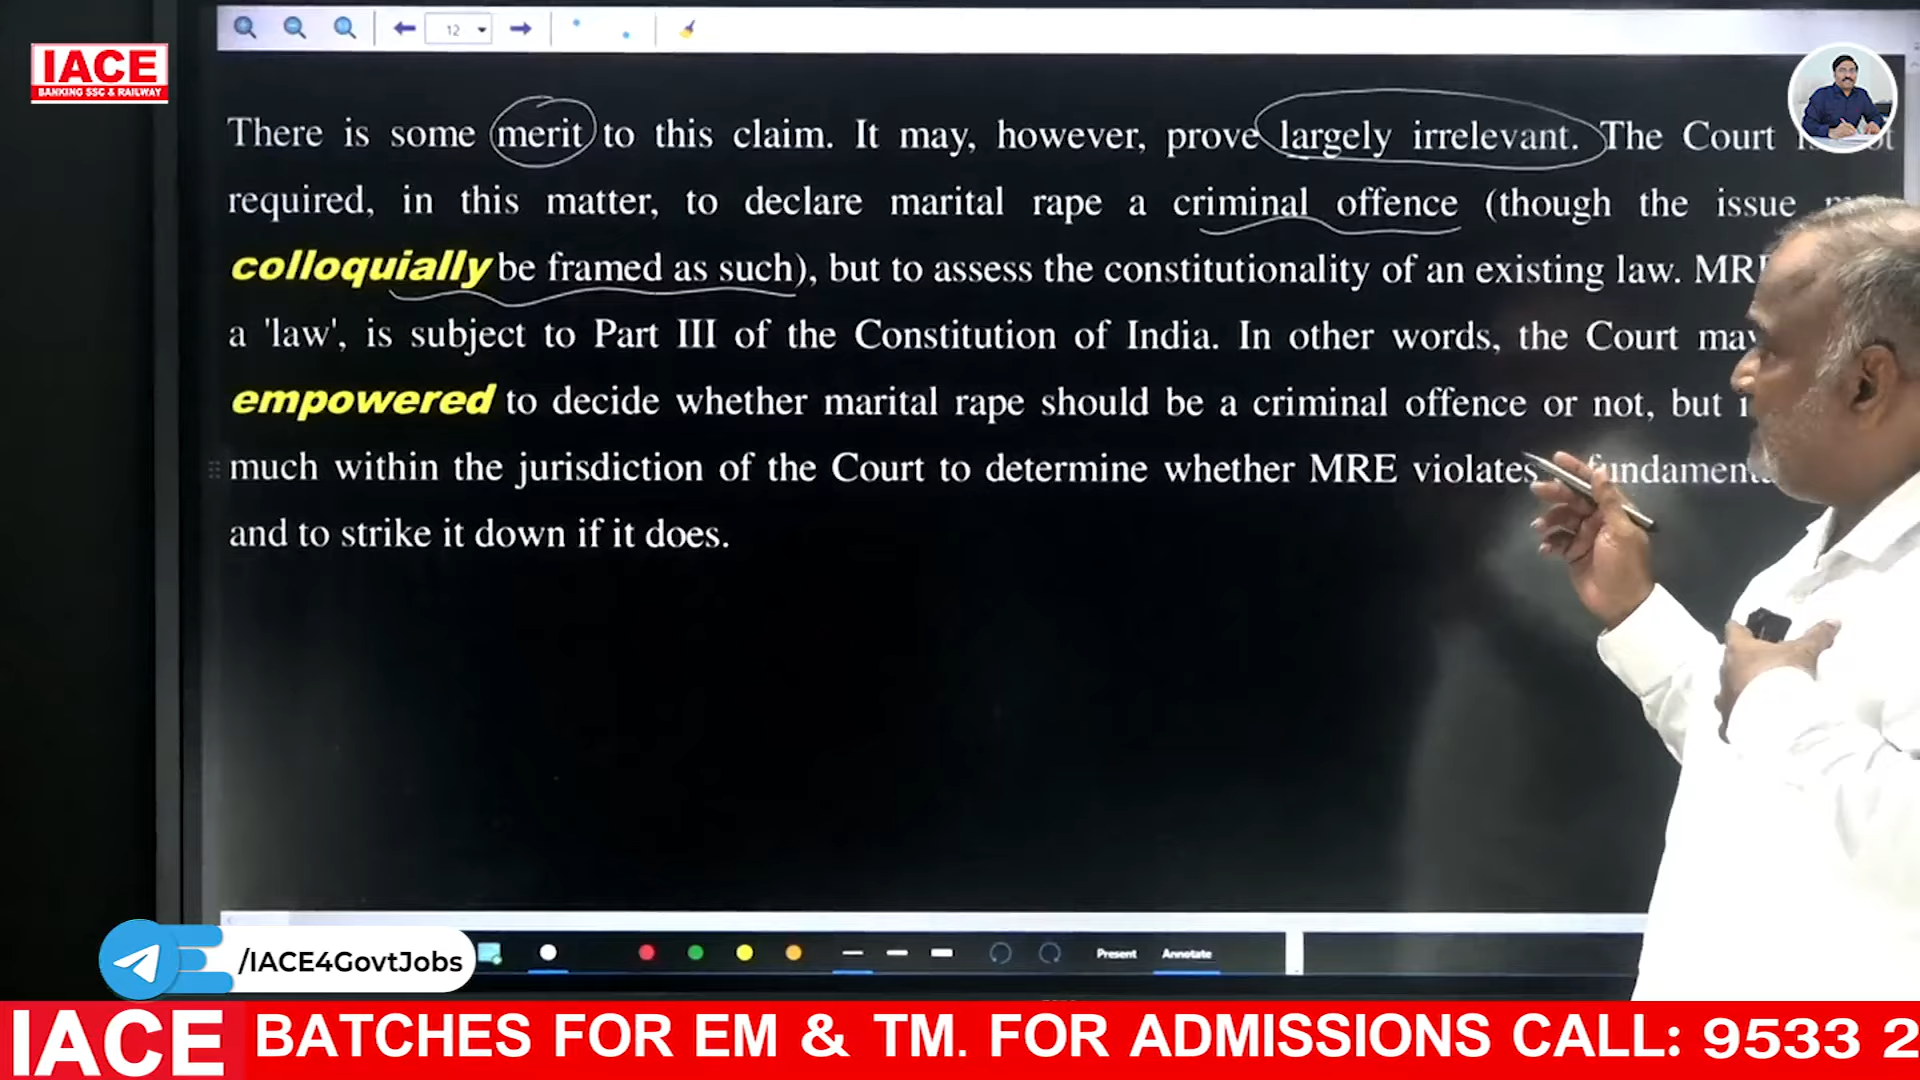 12
IACE
BANKING SSC & RAILWAY
There is some merit to this claim. It may, however, prove largely irrelevant. The Court
required, in this matter, to declare marital rape a criminal offence (though the issue
colloquially be framed as such), but to assess the constitutionality of an existing law. MRE
a 'law', is subject to Part III of the Constitution of India. In other words, the Court may
empowered to decide whether marital rape should be a criminal offence or not, but
much within the jurisdiction of the Court to determine whether MRE violates
and to strike it down if it does.
/IACE4GovtJobs
Present Annotate
IACE BATCHES FOR EM & TM. FOR ADMISSIONS CALL: 9533 2